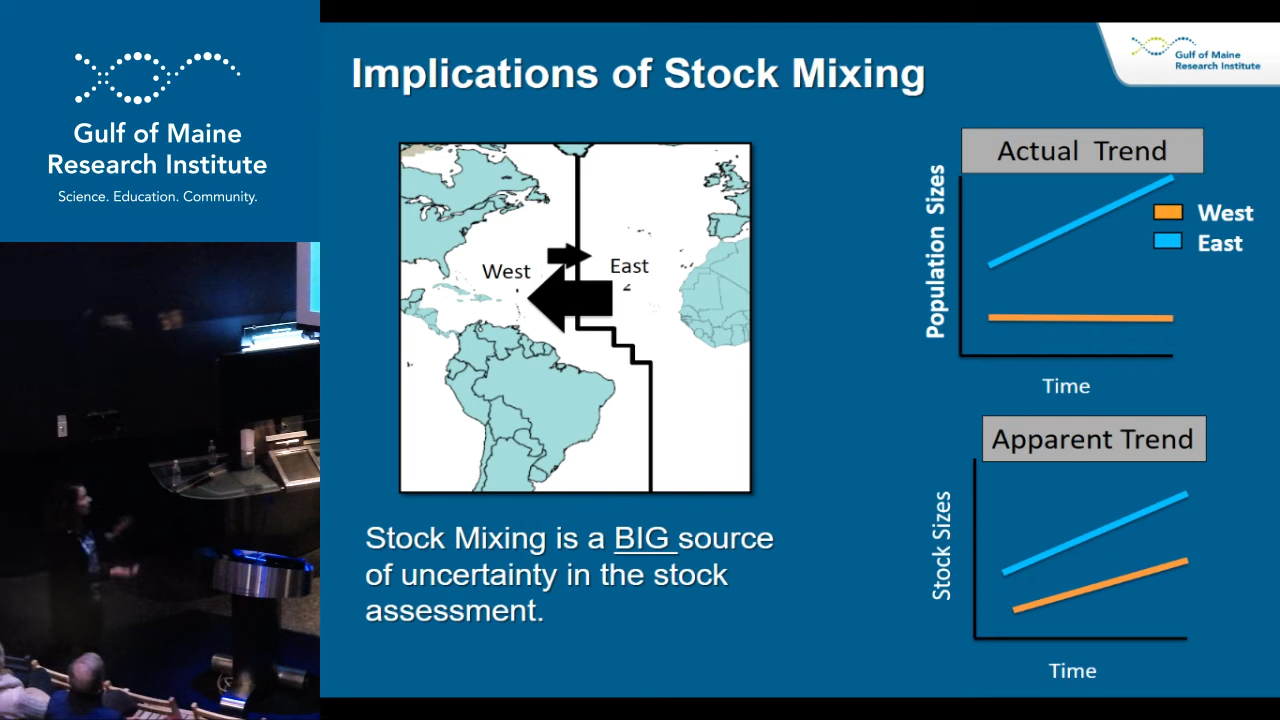 Gulf of Maine
Research Institute
Science. Education. Community.
Implications of Stock Mixing
Gulf of Maine
Research Institute
West
East
Actual Trend
Population Sizes
West
East
Time
Apparent Trend
Stock Sizes
Time
Stock Mixing is a BIG source
of uncertainty in the stock
assessment.